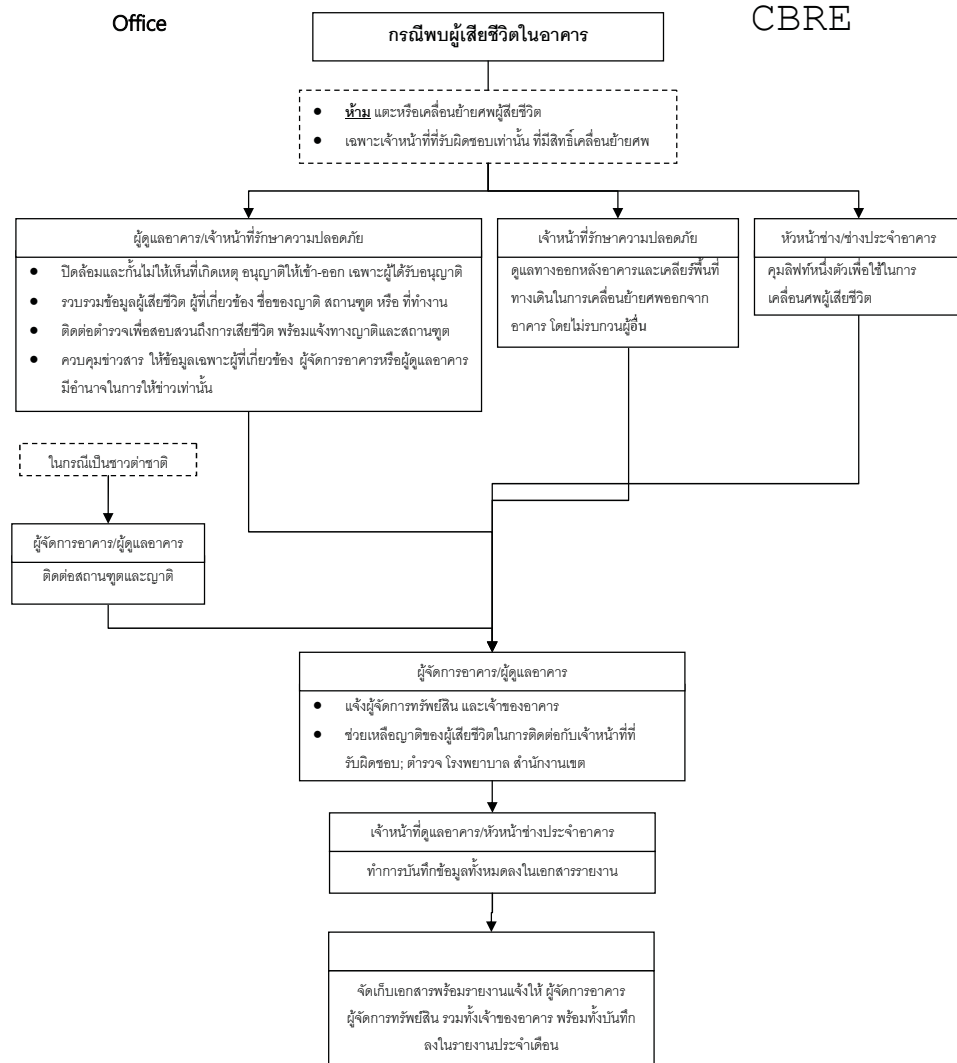 Office
CBRE
กรณีพบผู้เสียชีวิตในอาคาร
● ห้าม แตะหรือเคลื่อนย้ายศพผู้สียชีวิต
● เฉพาะเจ้าหน้าที่ที่รับผิดชอบเท่านั้น ที่มีสิทธิ์เคลื่อนย้ายศพ
ผู้ดูแลอาคาร/เจ้าหน้าที่รักษาความปลอดภัย
● ปิดล้อมและกั้นไม่ให้เห็นที่เกิดเหตุ อนุญาติให้เข้า-ออก เฉพาะผู้ได้รับอนุญาติ
● รวบรวมข้อมูลผู้เสียชีวิต ผู้ที่เกี่ยวข้อง ชื่อของญาติ สถานฑูต หรือ ที่ทำงาน
● ติดต่อตำรวจเพื่อสอบสวนถึงการเสียชีวิต พร้อมแจ้งทางญาติและสถานฑูต
● ควบคุมข่าวสาร ให้ข้อมูลเฉพาะผู้ที่เกี่ยวข้อง ผู้จัดการอาคารหรือผู้ดูแลอาคาร
มีอำนาจในการให้ข่าวเท่านั้น
เจ้าหน้าที่รักษาความปลอดภัย
ดูแลทางออกหลังอาคารและเคลียร์พื้นที่
ทางเดินในการเคลื่อนย้ายศพออกจาก
อาคาร โดยไม่รบกวนผู้อื่น
หัวหน้าช่าง/ช่างประจำอาคาร
คุมลิฟท์หนึ่งตัวเพื่อใช้ในการ
เคลื่อนศพผู้เสียชีวิต
ในกรณีเป็นชาวต่าชาติ
ผู้จัดการอาคาร/ผู้ดูแลอาคาร
ติดต่อสถานฑูตและญาติ
ผู้จัดการอาคาร/ผู้ดูแลอาคาร
● แจ้งผู้จัดการทรัพย์สิน และเจ้าของอาคาร
● ช่วยเหลือญาติของผู้เสียชีวิตในการติดต่อกับเจ้าหน้าที่ที่
รับผิดชอบ; ตำรวจ โรงพยาบาล สำนักงานเขต
เจ้าหน้าที่ดูแลอาคาร/หัวหน้าช่างประจำอาคาร
ทำการบันทึกข้อมูลทั้งหมดลงในเอกสารรายงาน
จัดเก็บเอกสารพร้อมรายงานแจ้งให้ ผู้จัดการอาคาร
ผู้จัดการทรัพย์สิน รวมทั้งเจ้าของอาคาร พร้อมทั้งบันทึก
ลงในรายงานประจำเดือน